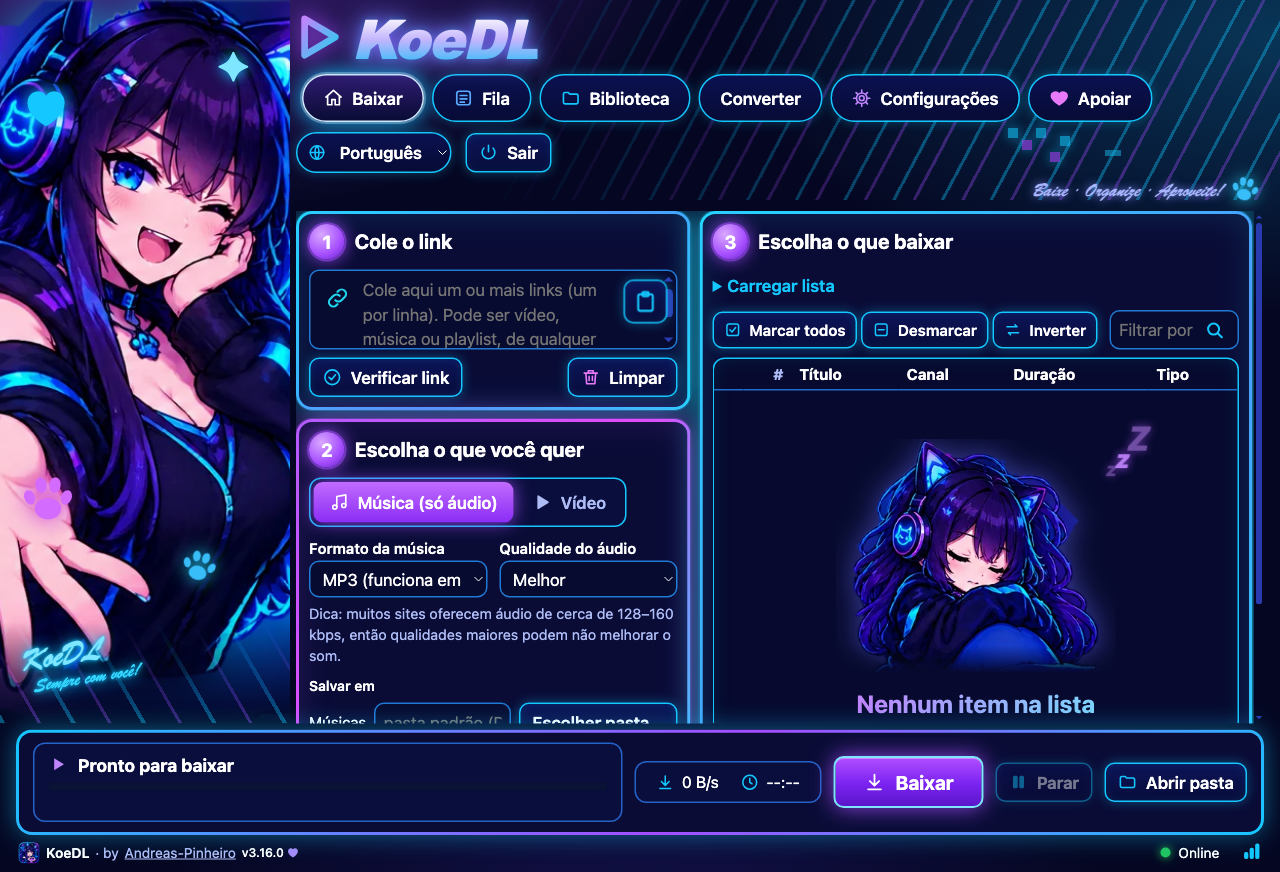 KoeDL
Baixar
Fila
Biblioteca
Converter
Configurações
Apoiar
Português
Sair
Baixe · Organize · Aproveite!
1 Cole o link
Cole aqui um ou mais links (um
por linha). Pode ser vídeo,
música ou playlist, de qualquer
Verificar link
Limpar
2 Escolha o que você quer
Música (só áudio)
Vídeo
Formato da música
Qualidade do áudio
MP3 (funciona em
Melhor
Dica: muitos sites oferecem áudio de cerca de 128–160
kbps, então qualidades maiores podem não melhorar o
som.
Salvar em
Músicas
pasta padrão (D
Escolher pasta
3 Escolha o que baixar
Carregar lista
Marcar todos
Desmarcar
Inverter
Filtrar por
# Título Canal Duração Tipo
z z Z
Nenhum item na lista
KoeDL
Sempre com você!
Pronto para baixar
0 B/s
--:--
Baixar
Parar
Abrir pasta
KoeDL · by Andreas-Pinheiro v3.16.0
Online